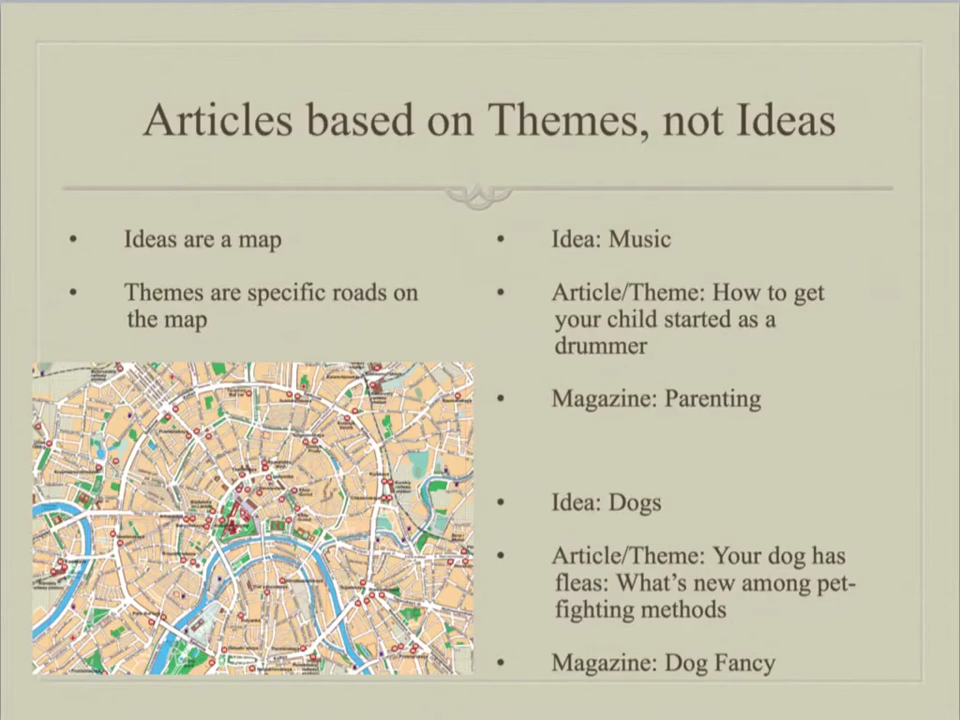 Articles based on Themes, not Ideas
• Ideas are a map
• Themes are specific roads on
the map
• Idea: Music
• Article/Theme: How to get
your child started as a
drummer
• Magazine: Parenting
• Idea: Dogs
• Article/Theme: Your dog has
fleas: What's new among pet-
fighting methods
• Magazine: Dog Fancy